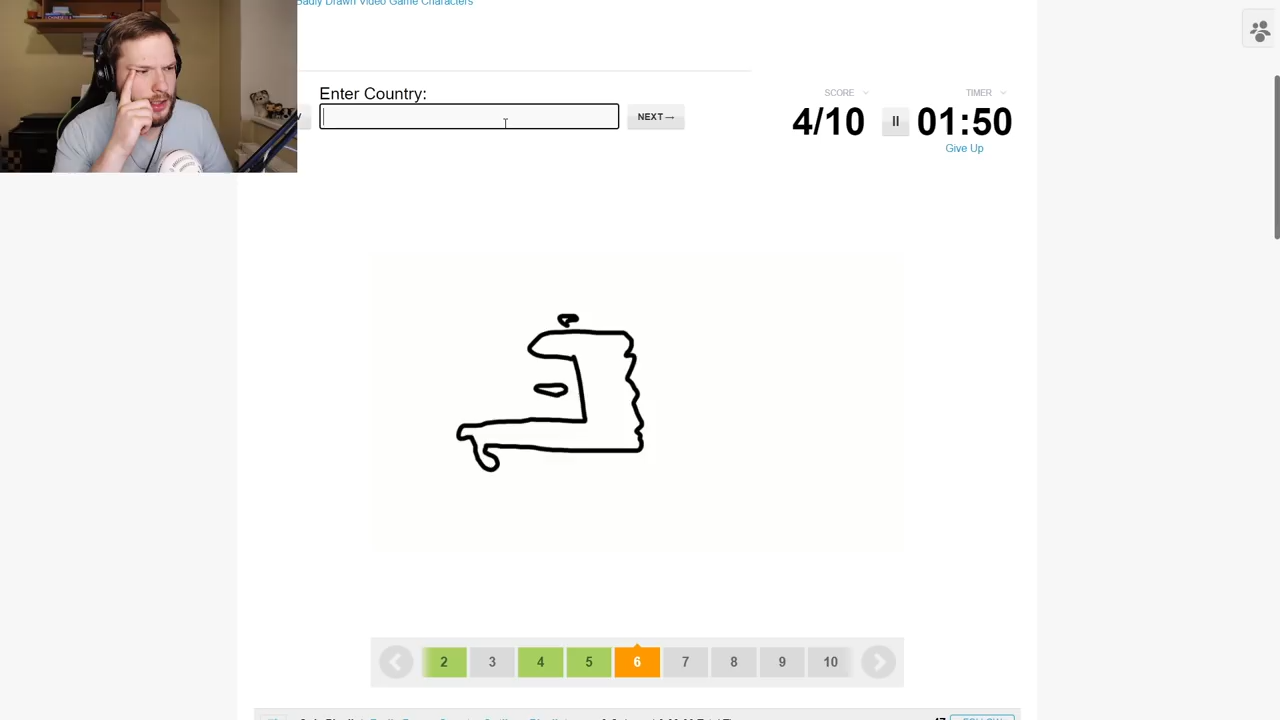 Badly Drawn Video Game Characters
Enter Country:
NEXT→
SCORE
4/10
TIMER
01:50
Give Up
2 3 4 5 6 7 8 9 10